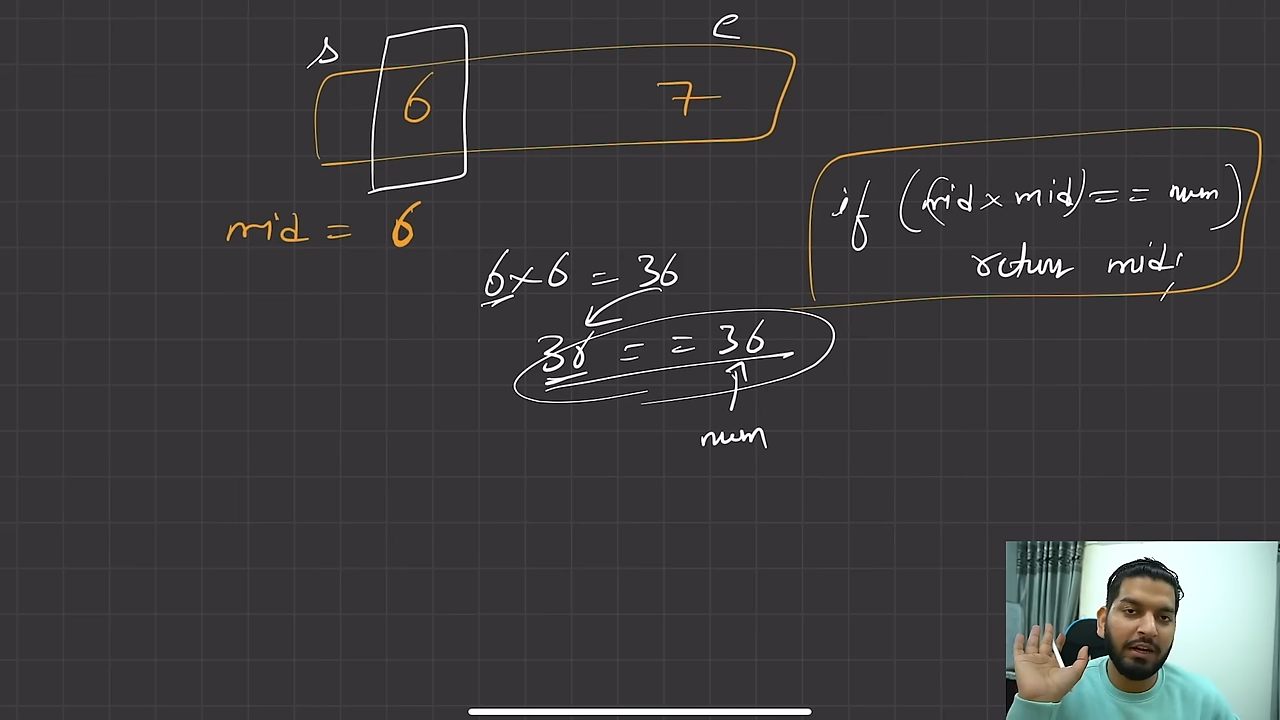 s e
6 7
mid = 6
if (mid × mid) == num)
return mid;
6×6 = 36
36 == 36
num